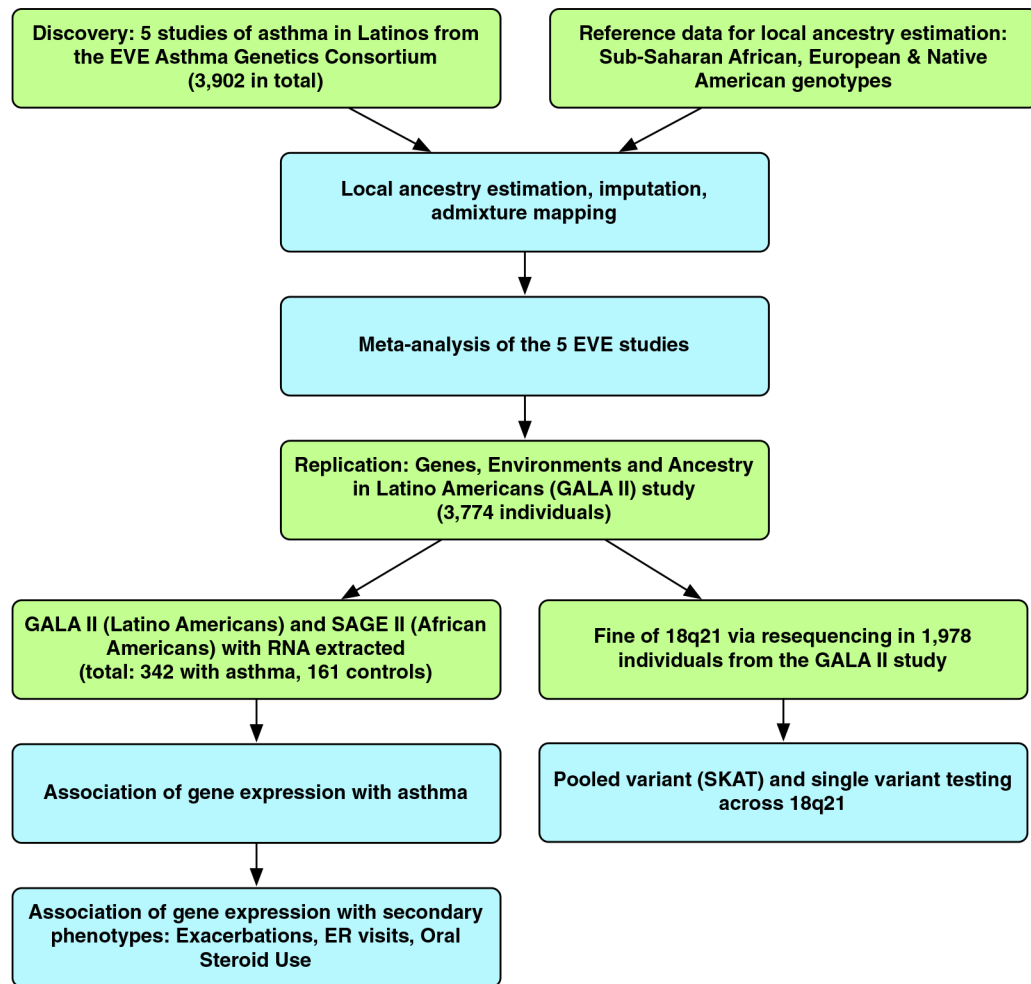 Discovery: 5 studies of asthma in Latinos from
the EVE Asthma Genetics Consortium
(3,902 in total)
Reference data for local ancestry estimation:
Sub-Saharan African, European & Native
American genotypes
Local ancestry estimation, imputation,
admixture mapping
Meta-analysis of the 5 EVE studies
Replication: Genes, Environments and Ancestry
in Latino Americans (GALA II) study
(3,774 individuals)
GALA II (Latino Americans) and SAGE II (African
Americans) with RNA extracted
(total: 342 with asthma, 161 controls)
Fine of 18q21 via resequencing in 1,978
individuals from the GALA II study
Association of gene expression with asthma
Pooled variant (SKAT) and single variant testing
across 18q21
Association of gene expression with secondary
phenotypes: Exacerbations, ER visits, Oral
Steroid Use